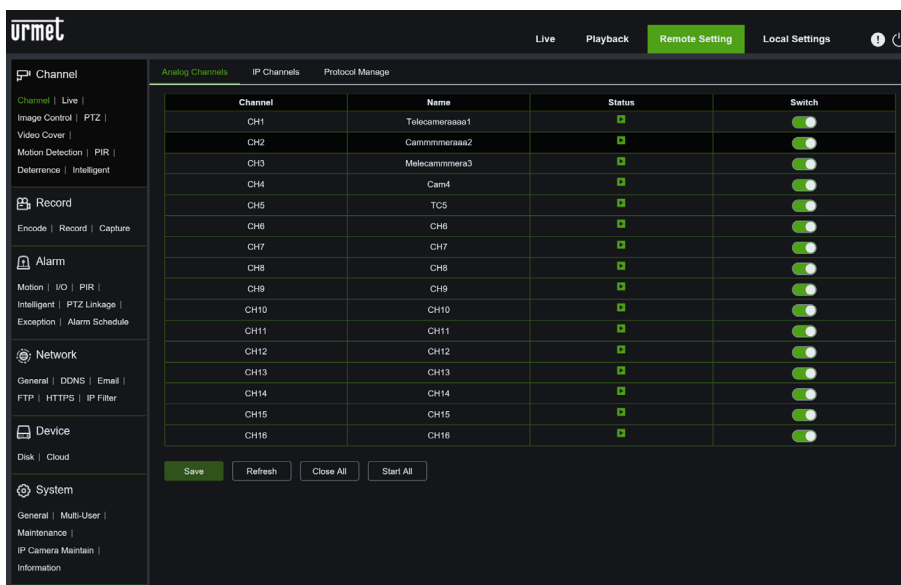 urmet
Live Playback Remote Setting Local Settings
Channel
Channel | Live |
Image Control | PTZ |
Video Cover |
Motion Detection | PIR |
Deterrence | Intelligent
Record
Encode | Record | Capture
Alarm
Motion | I/O | PIR |
Intelligent | PTZ Linkage |
Exception | Alarm Schedule
Network
General | DDNS | Email |
FTP | HTTPS | IP Filter
Device
Disk | Cloud
System
General | Multi-User |
Maintenance |
IP Camera Maintain |
Information
Analog Channels IP Channels Protocol Manage
Channel Name Status Switch
CH1 Telecameraaaa1
CH2 Cammmmeraaa2
CH3 Melecammmera3
CH4 Cam4
CH5 TC5
CH6 CH6
CH7 CH7
CH8 CH8
CH9 CH9
CH10 CH10
CH11 CH11
CH12 CH12
CH13 CH13
CH14 CH14
CH15 CH15
CH16 CH16
Save Refresh Close All Start All